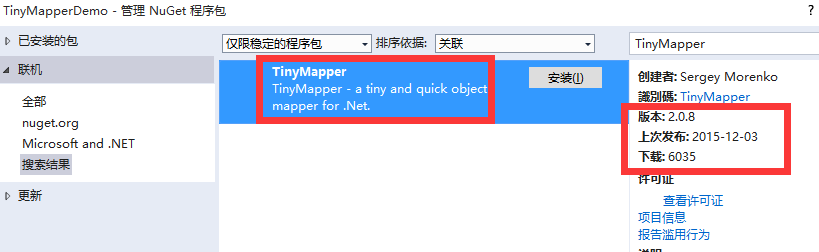 TinyMapperDemo - 管理 NuGet 程序包
?
已安装的包
联机
全部
nuget.org
Microsoft and .NET
搜索结果
更新
仅限稳定的程序包
排序依据: 关联
TinyMapper
TinyMapper - a tiny and quick object
mapper for .Net.
安装(I)
TinyMapper
创建者: Sergey Morenko
識別碼: TinyMapper
版本: 2.0.8
上次发布: 2015-12-03
下载: 6035
许可证
查看许可证
项目信息
报告滥用行为